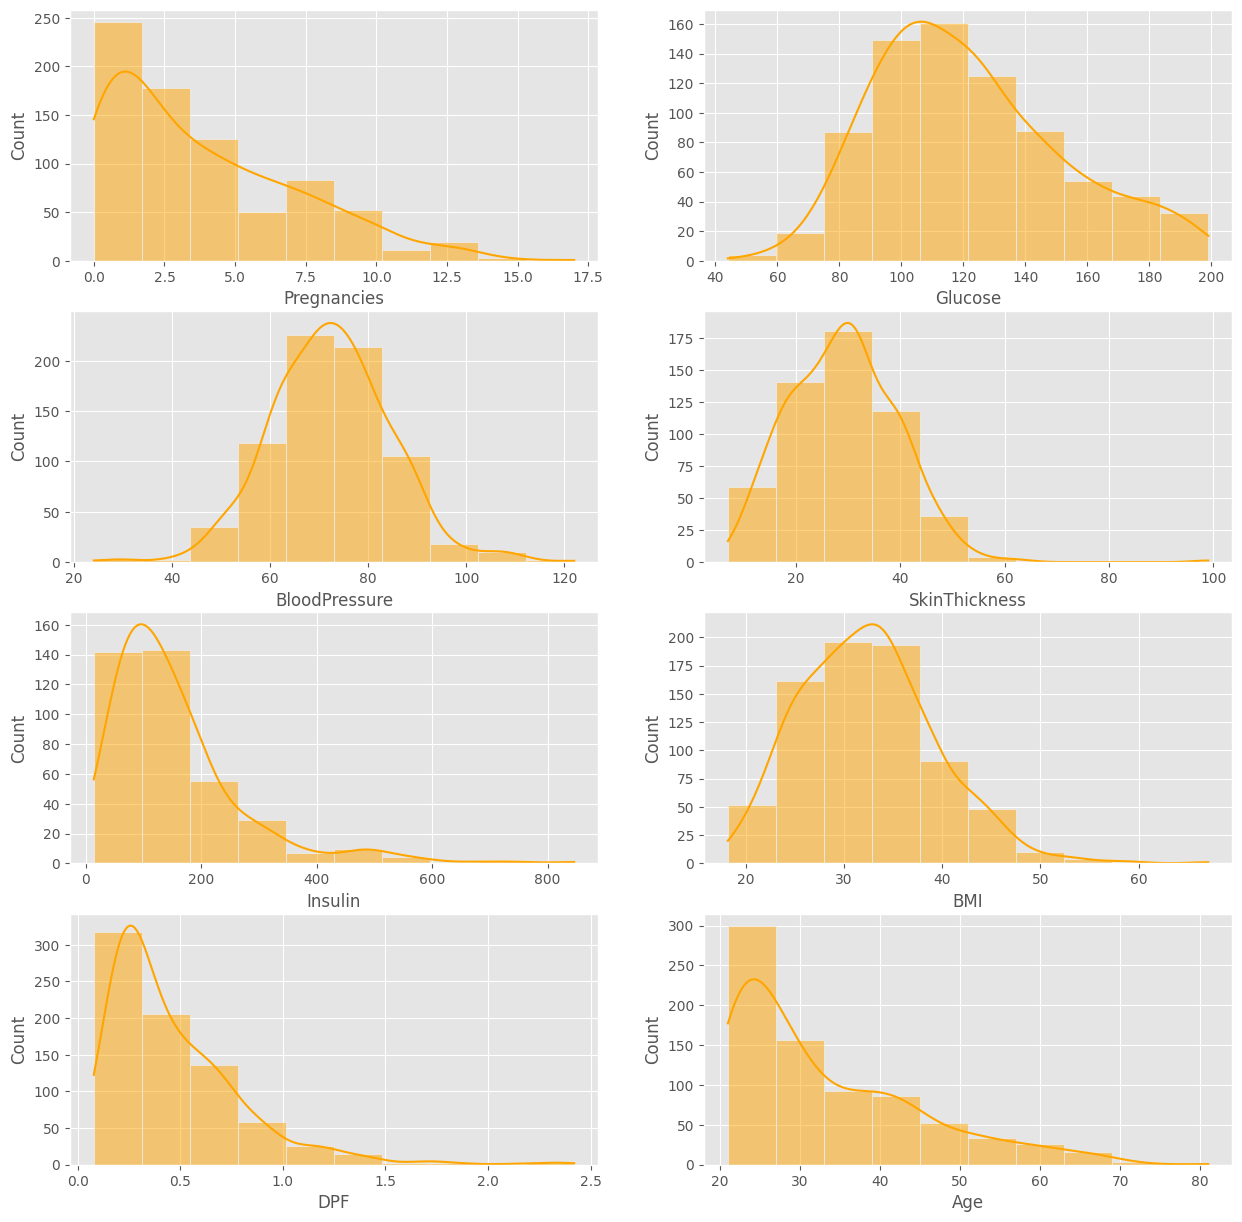 Count
250
200
150
100
50
0
0.0 2.5 5.0 7.5 10.0 12.5 15.0 17.5
Pregnancies
Count
160
140
120
100
80
60
40
20
0
40 60 80 100 120 140 160 180 200
Glucose
Count
200
150
100
50
0
20 40 60 80 100 120
BloodPressure
Count
175
150
125
100
75
50
25
0
20 40 60 80 100
SkinThickness
Count
160
140
120
100
80
60
40
20
0
0 200 400 600 800
Insulin
Count
200
175
150
125
100
75
50
25
0
20 30 40 50 60
BMI
Count
300
250
200
150
100
50
0
0.0 0.5 1.0 1.5 2.0 2.5
DPF
Count
300
250
200
150
100
50
0
20 30 40 50 60 70 80
Age